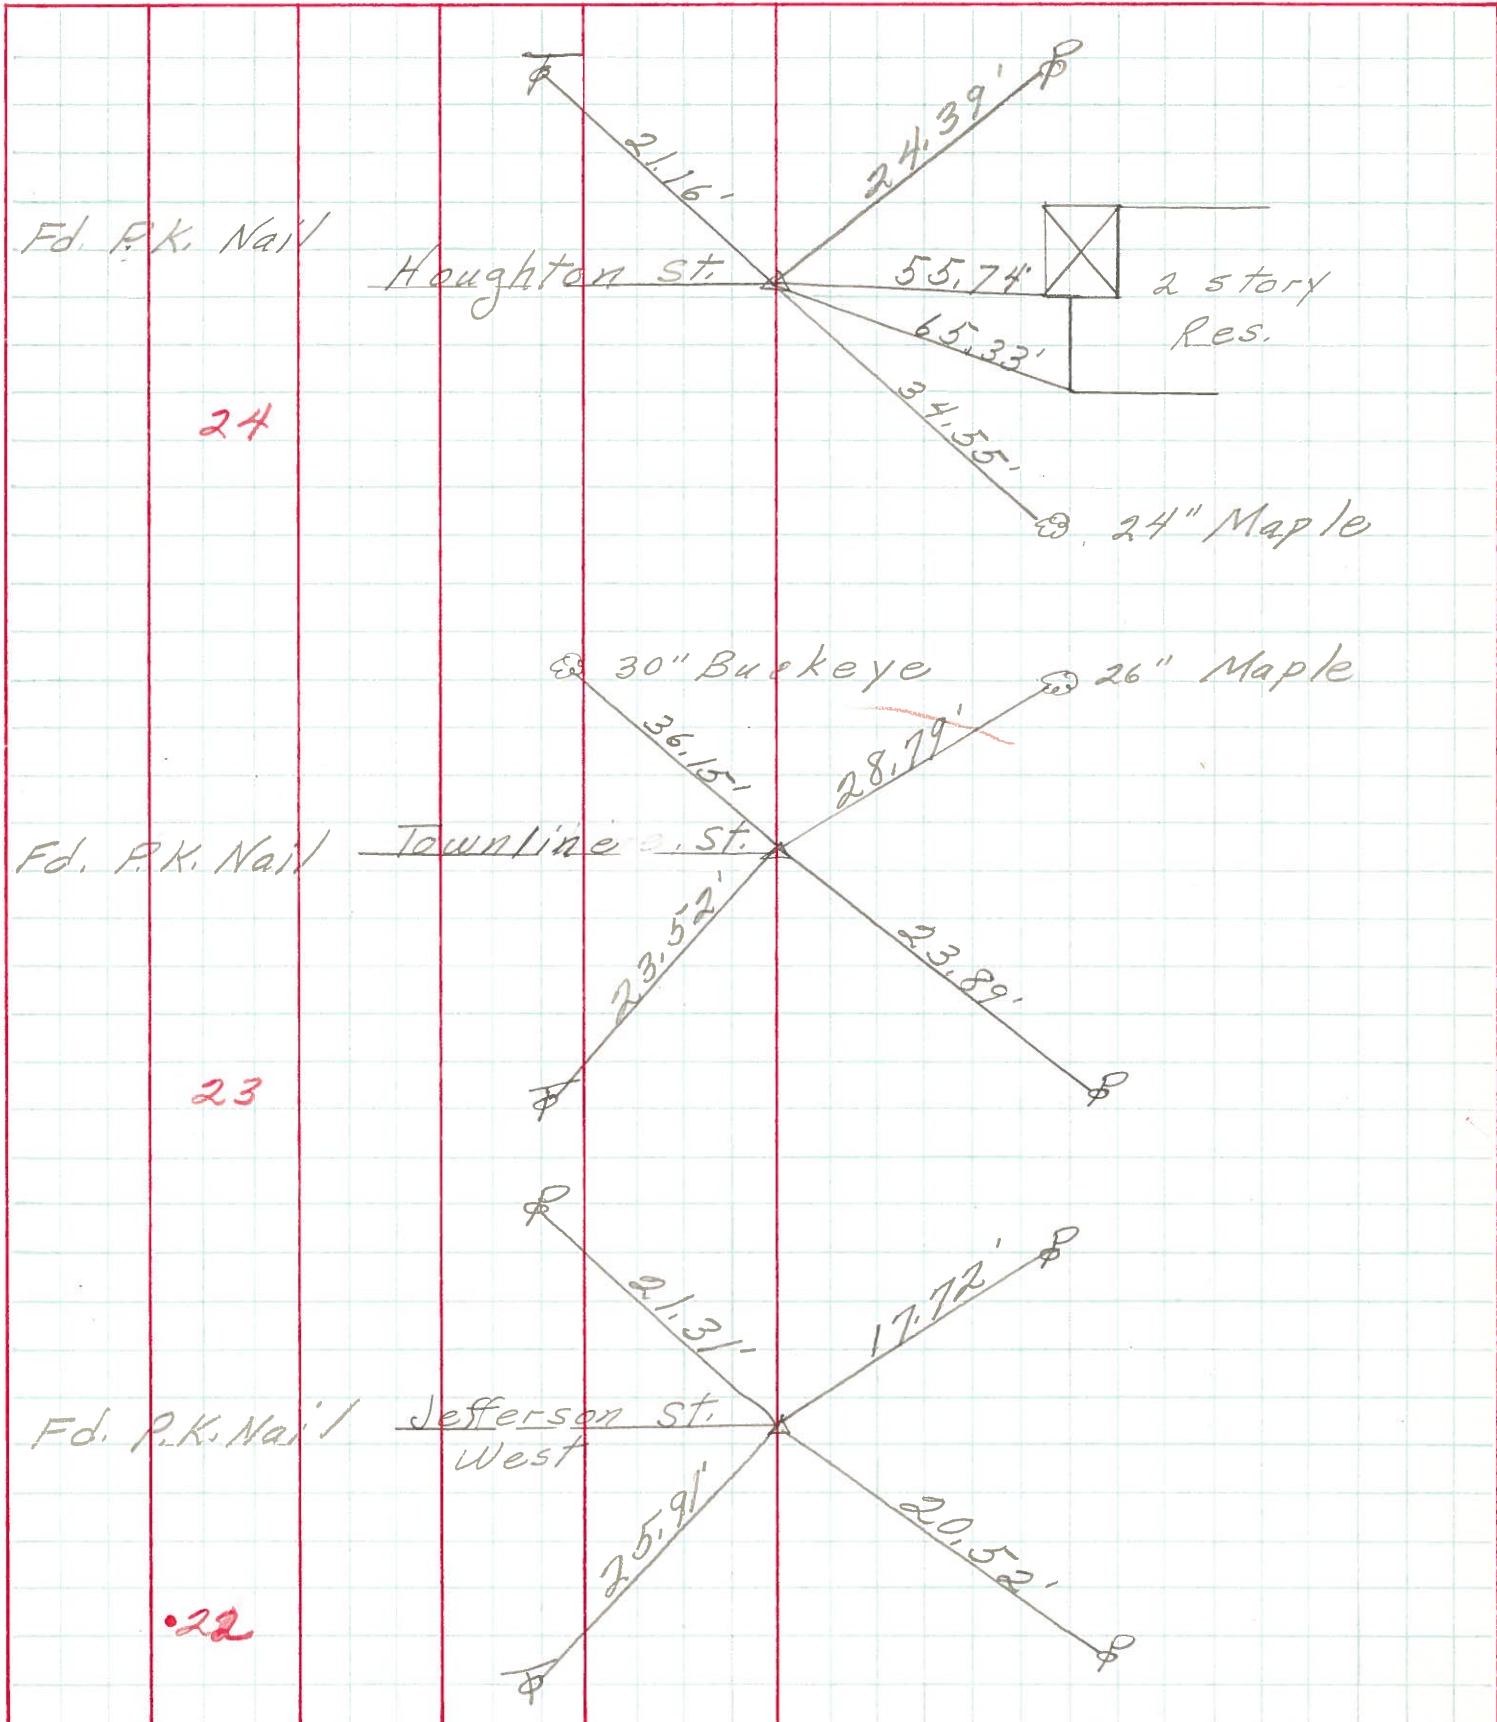 21.16'
24.39'
Fd. P.K. Nail
Houghton St.
55.74'
2 story
Res.
65.33'
34.55'
24
24" Maple
30" Buckeye
26" Maple
36.15'
28.79'
Fd. P.K. Nail
Townline St.
23.52'
23.89'
23
21.31'
17.72'
Fd. P.K. Nail
Jefferson St.
West
25.91'
20.52'
22